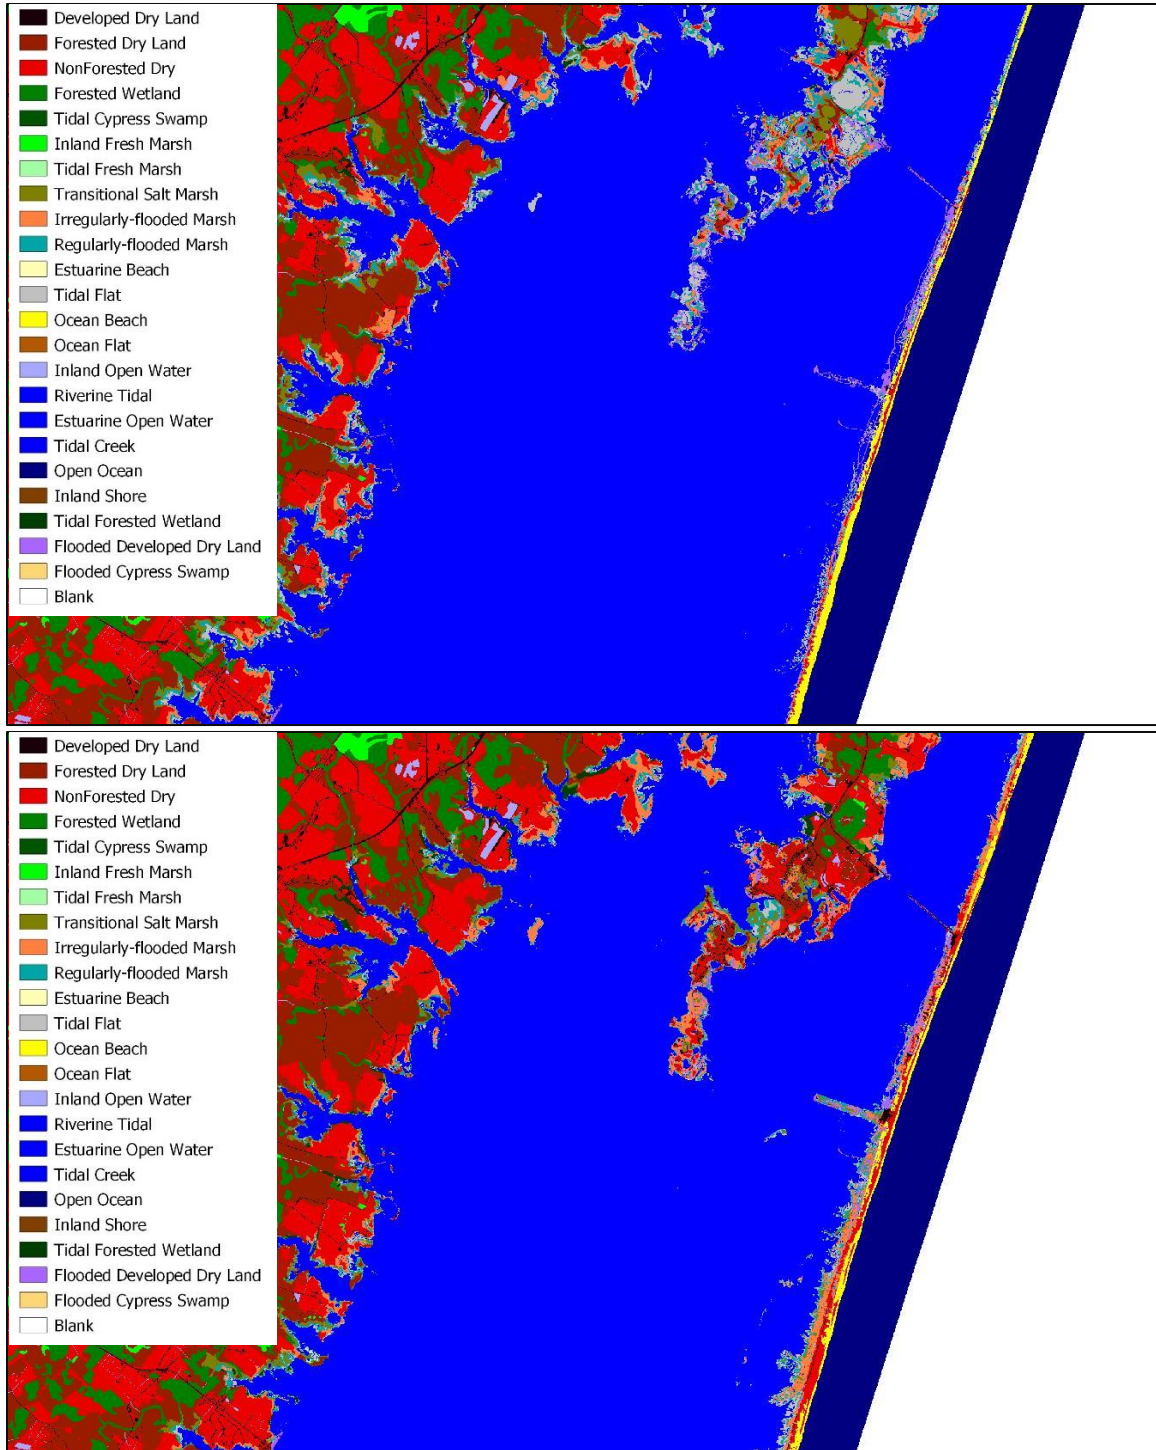 Developed Dry Land
Forested Dry Land
NonForested Dry
Forested Wetland
Tidal Cypress Swamp
Inland Fresh Marsh
Tidal Fresh Marsh
Transitional Salt Marsh
Irregularly-flooded Marsh
Regularly-flooded Marsh
Estuarine Beach
Tidal Flat
Ocean Beach
Ocean Flat
Inland Open Water
Riverine Tidal
Estuarine Open Water
Tidal Creek
Open Ocean
Inland Shore
Tidal Forested Wetland
Flooded Developed Dry Land
Flooded Cypress Swamp
Blank
Developed Dry Land
Forested Dry Land
NonForested Dry
Forested Wetland
Tidal Cypress Swamp
Inland Fresh Marsh
Tidal Fresh Marsh
Transitional Salt Marsh
Irregularly-flooded Marsh
Regularly-flooded Marsh
Estuarine Beach
Tidal Flat
Ocean Beach
Ocean Flat
Inland Open Water
Riverine Tidal
Estuarine Open Water
Tidal Creek
Open Ocean
Inland Shore
Tidal Forested Wetland
Flooded Developed Dry Land
Flooded Cypress Swamp
Blank